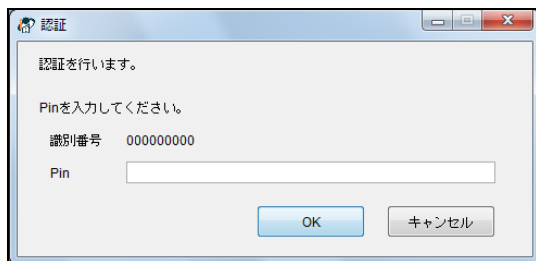 認証
認証を行います。
Pinを入力してください。
識別番号 000000000
Pin
OK キャンセル